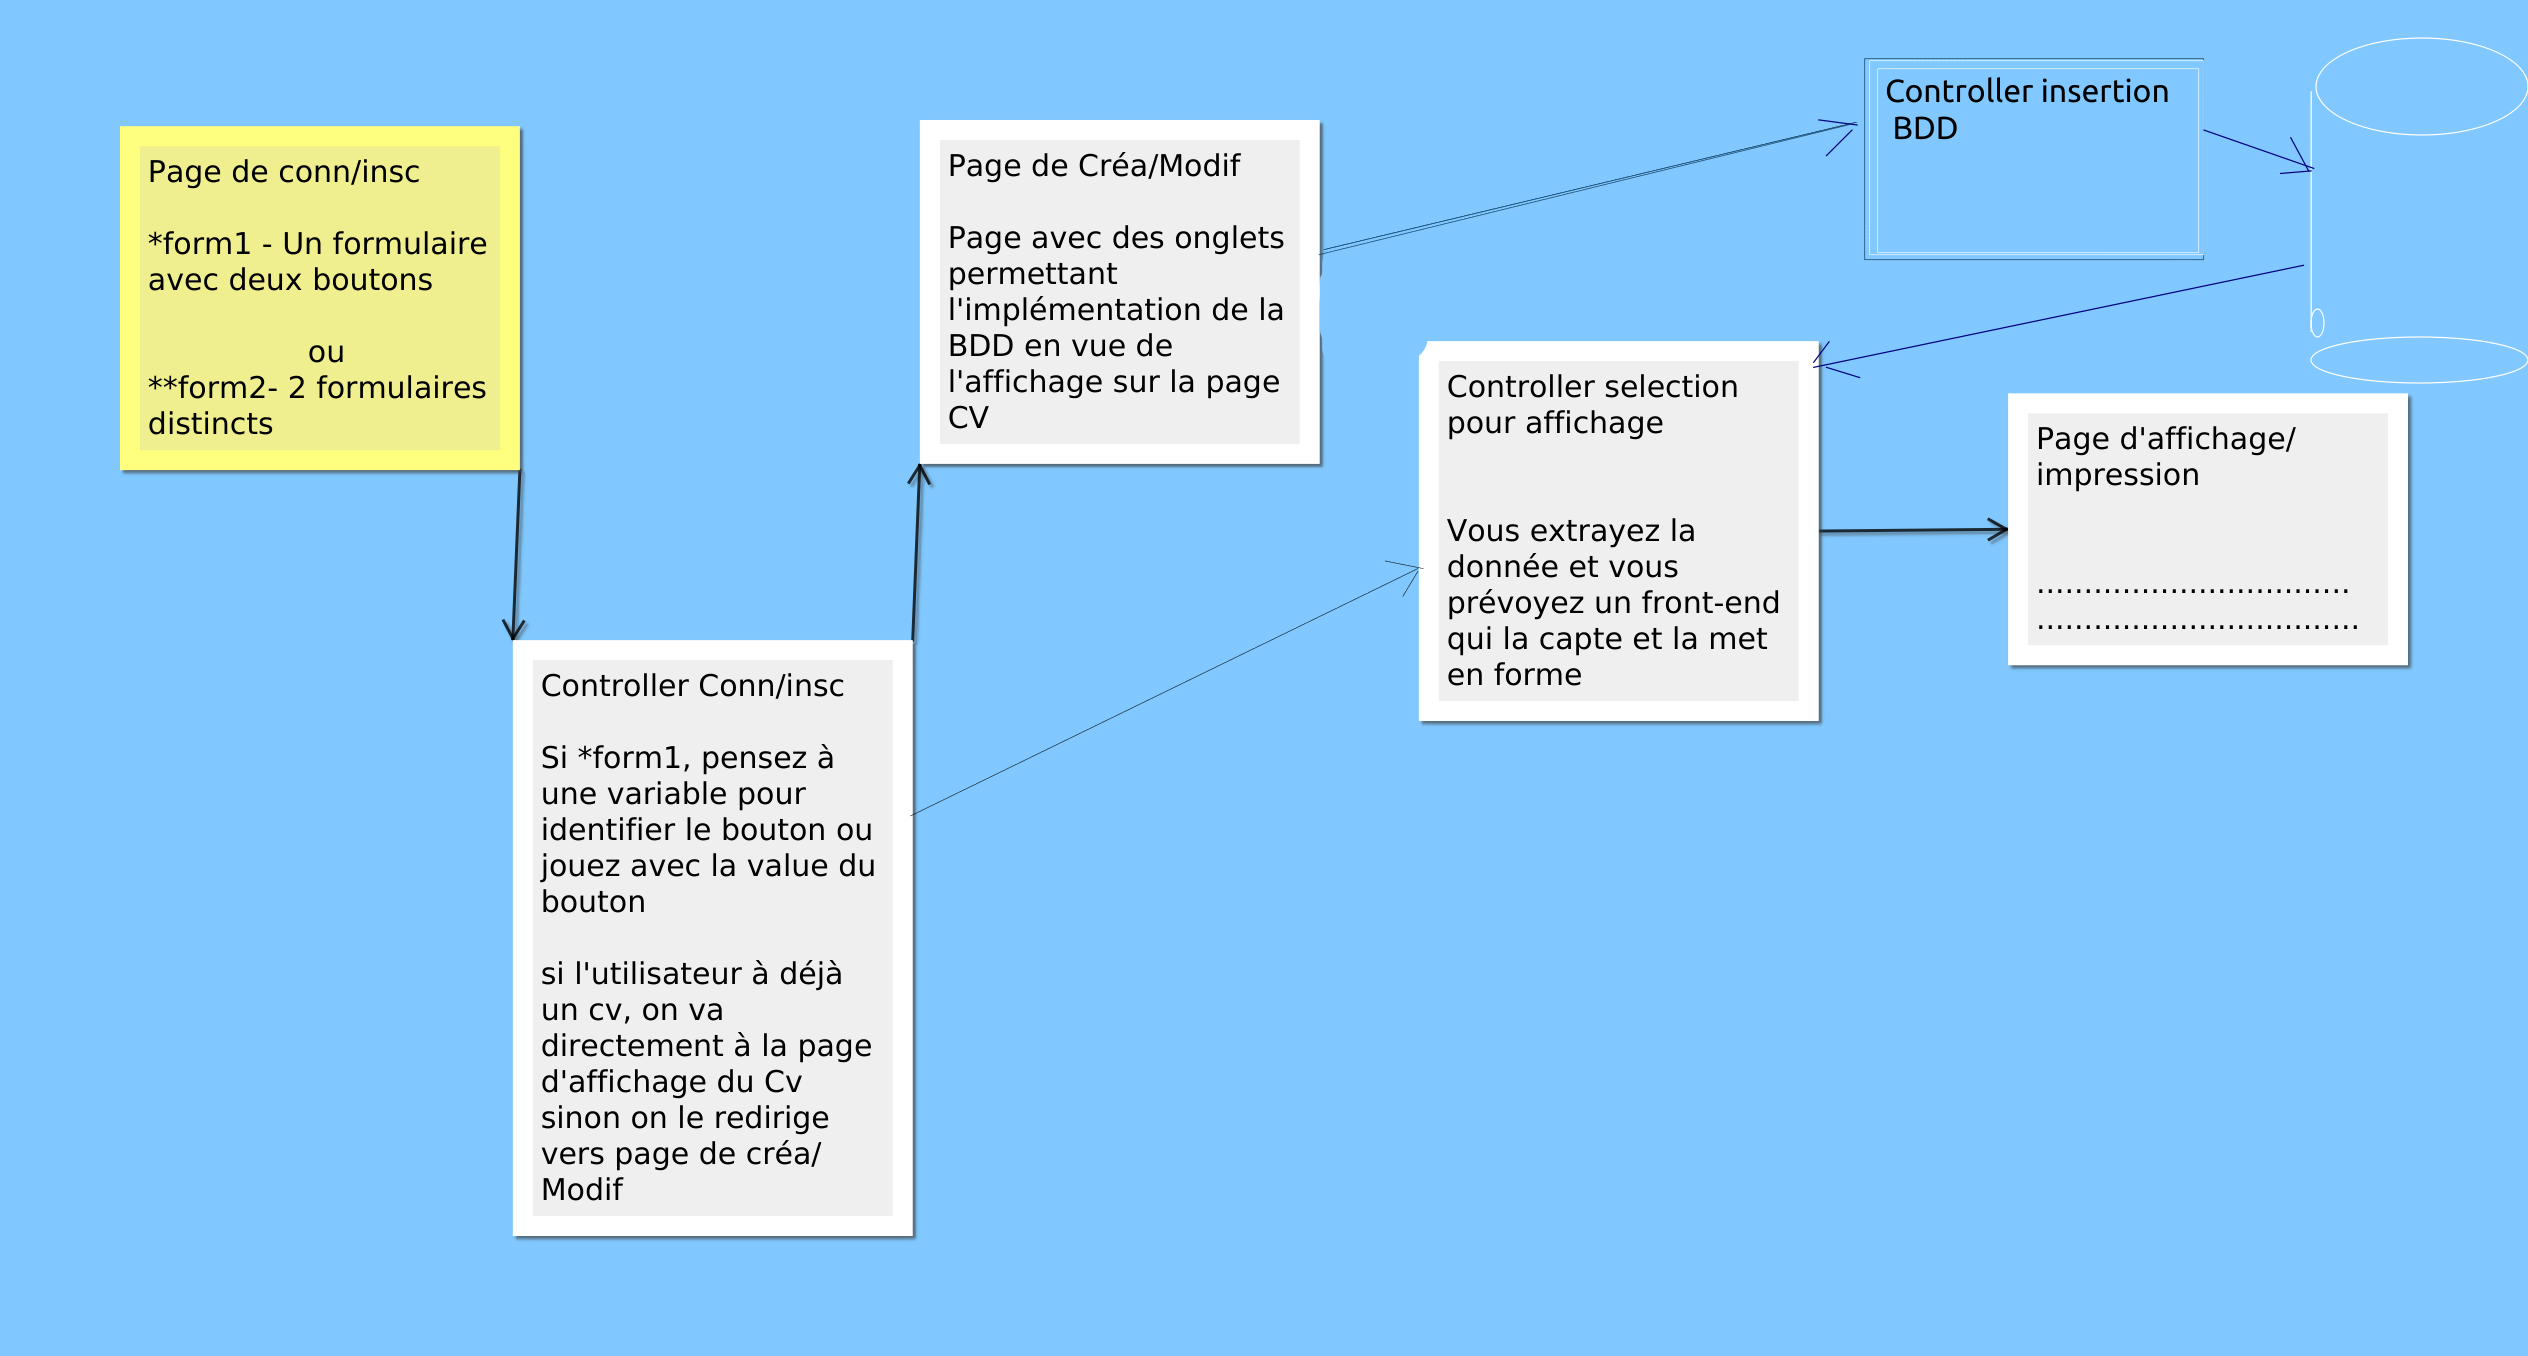 Page de conn/insc
*form1 - Un formulaire
avec deux boutons
ou
**form2- 2 formulaires
distincts
Controller Conn/insc
Si *form1, pensez à
une variable pour
identifier le bouton ou
jouez avec la value du
bouton
si l'utilisateur à déjà
un cv, on va
directement à la page
d'affichage du Cv
sinon on le redirige
vers page de créa/
Modif
Page de Créa/Modif
Page avec des onglets
permettant
l'implémentation de la
BDD en vue de
l'affichage sur la page
CV
Controller insertion
BDD
Controller selection
pour affichage
Vous extrayez la
donnée et vous
prévoyez un front-end
qui la capte et la met
en forme
Page d'affichage/
impression
.................................
..................................